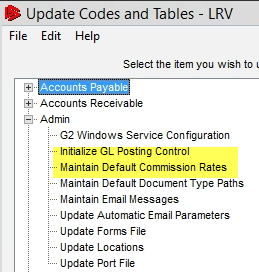 Update Codes and Tables - LRV
File Edit Help
Select the item you wish to u
Accounts Payable
Accounts Receivable
Admin
G2 Windows Service Configuration
Initialize GL Posting Control
Maintain Default Commission Rates
Maintain Default Document Type Paths
Maintain Email Messages
Update Automatic Email Parameters
Update Forms File
Update Locations
Update Port File